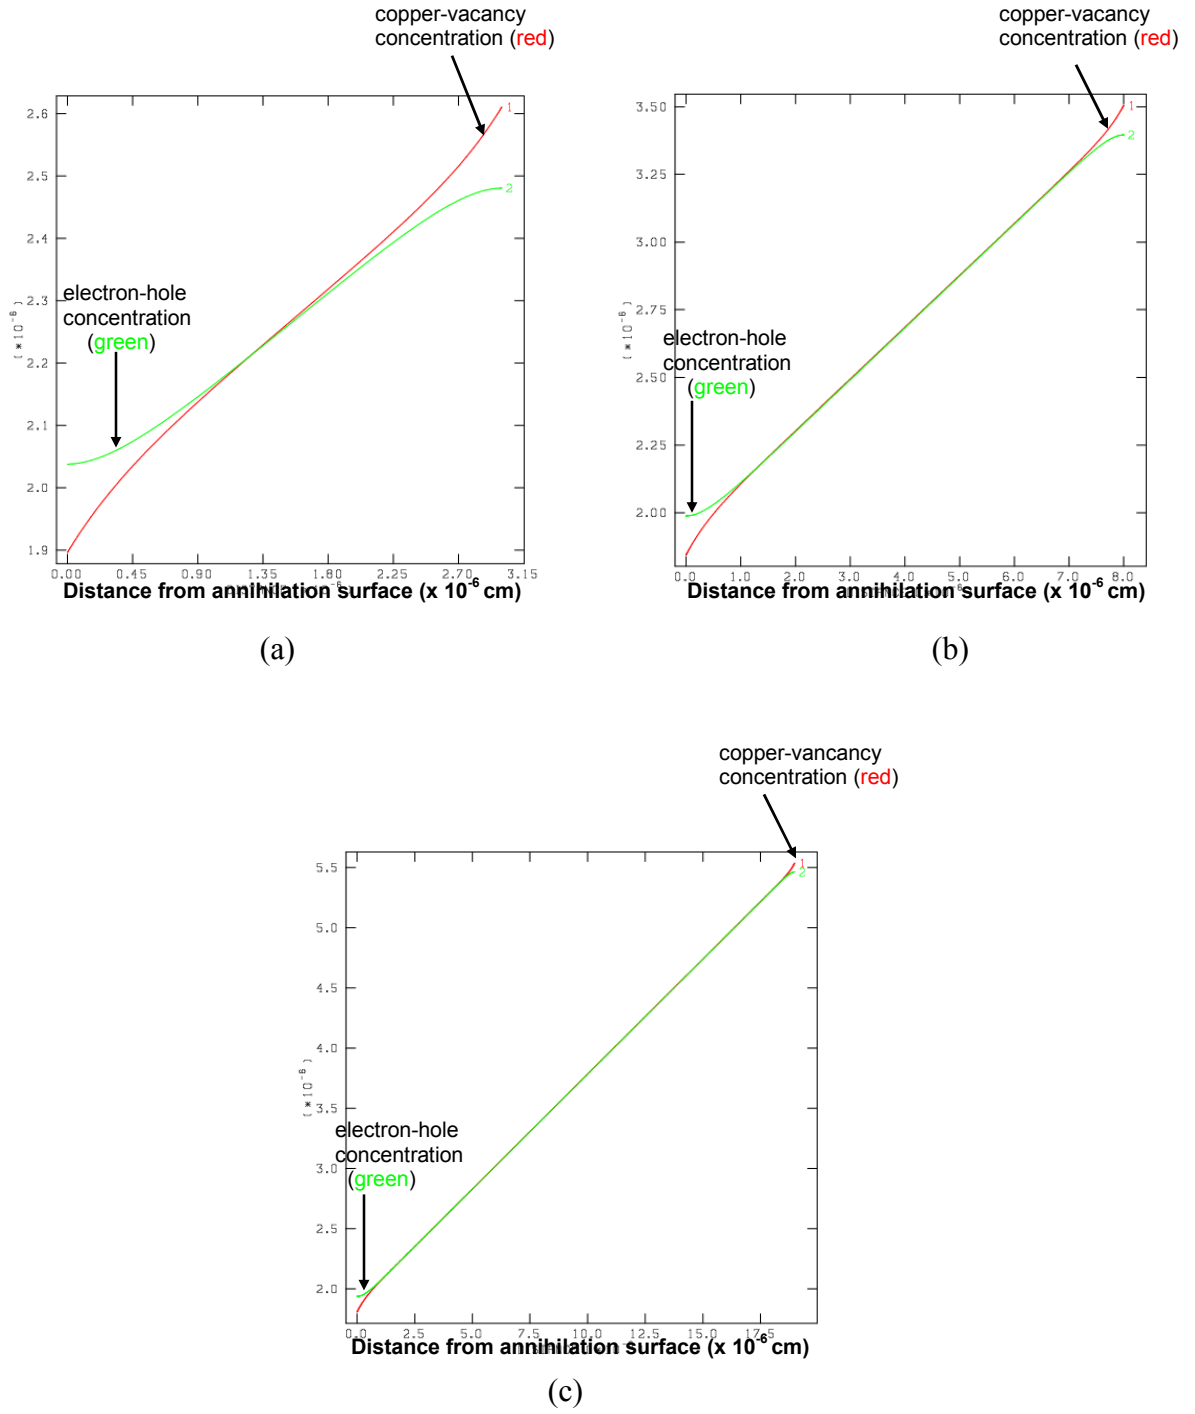 copper-vacancy
concentration (red)
1
2.6
2.5
2
2.4
electron-hole
2.3
concentration
(green)
[ *10⁻⁶ ]
2.2
2.1
2.0
1.9
0.00 0.45 0.90 1.35 1.80 2.25 2.70 3.15
Distance from annihilation surface (x 10⁻⁶ cm)
(a)
copper-vacancy
concentration (red)
3.50
1
2
3.25
3.00
2.75
[ *10⁻⁶ ]
electron-hole
concentration
2.50
(green)
2.25
2.00
0.0 1.0 2.0 3.0 4.0 5.0 6.0 7.0 8.0
Distance from annihilation surface (x 10⁻⁶ cm)
(b)
copper-vancancy
concentration (red)
5.5
1
2
5.0
4.5
4.0
[ *10⁻⁶ ]
3.5
electron-hole
concentration
3.0
(green)
2.5
2.0
0.0 2.5 5.0 7.5 10.0 12.5 15.0 17.5
Distance from annihilation surface (x 10⁻⁶ cm)
(c)